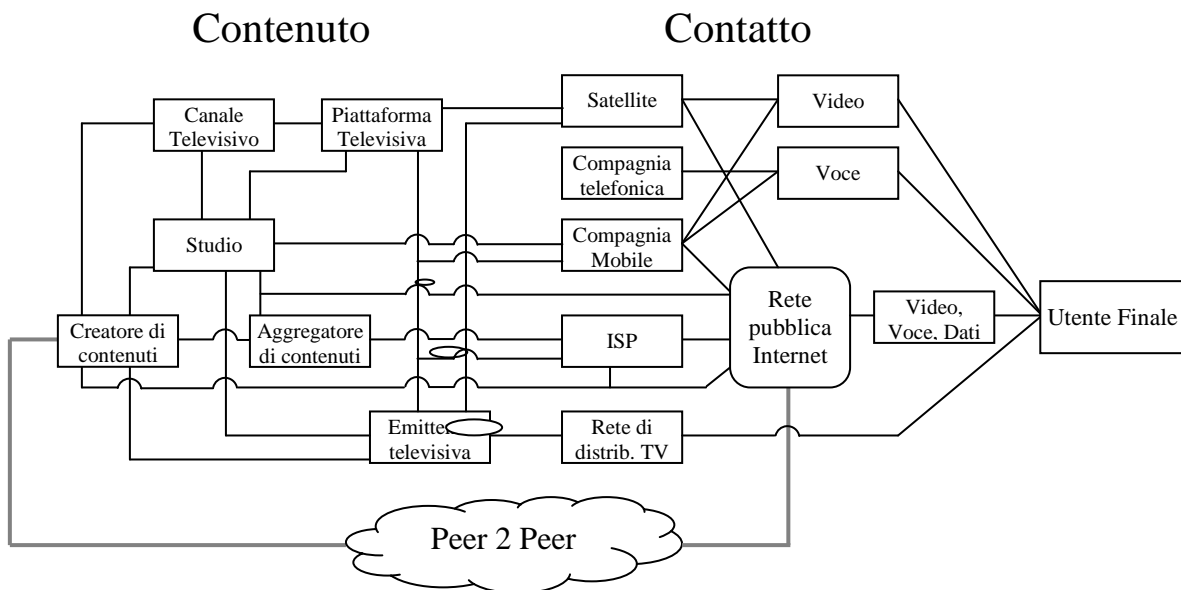 Contenuto
Contatto
Canale
Televisivo
Piattaforma
Televisiva
Satellite
Video
Compagnia
telefonica
Voce
Studio
Compagnia
Mobile
Creatore di
contenuti
Aggregatore
di contenuti
ISP
Rete
pubblica
Internet
Video,
Voce, Dati
Utente Finale
Emitte
televisiva
Rete di
distrib. TV
Peer 2 Peer